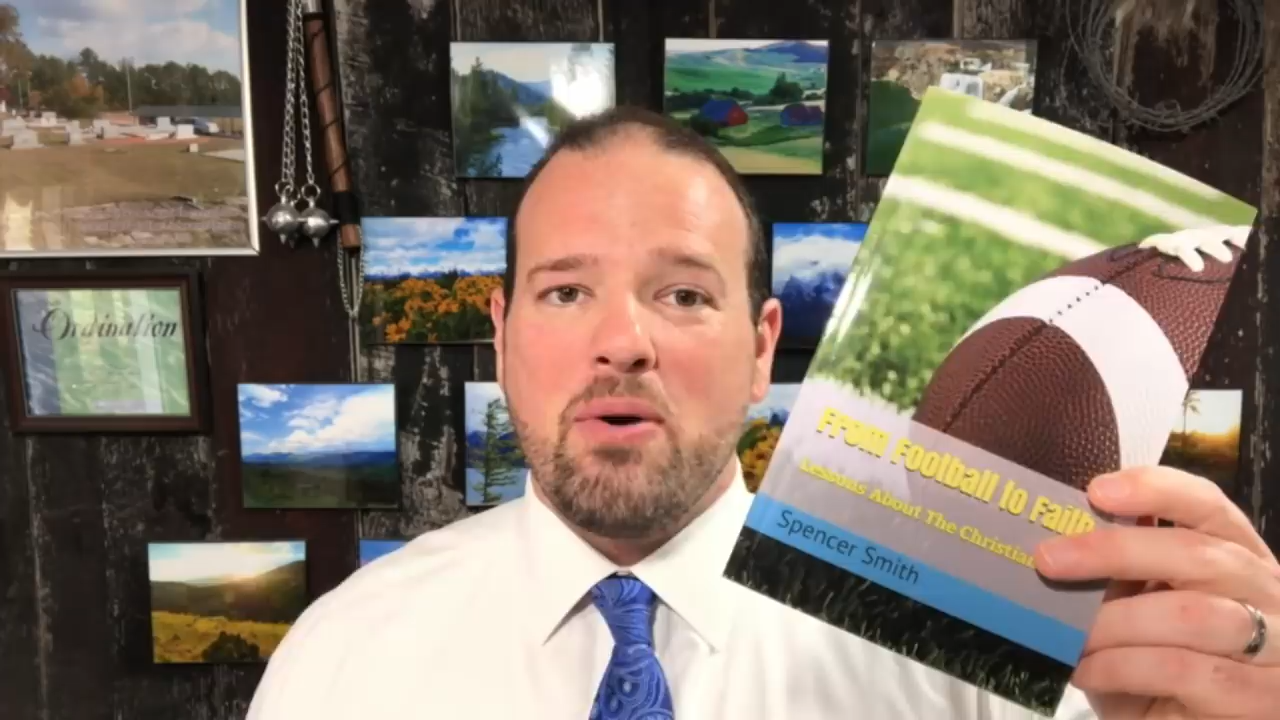 Ordination
From Football to Faith
Lessons About The Christian
Spencer Smith